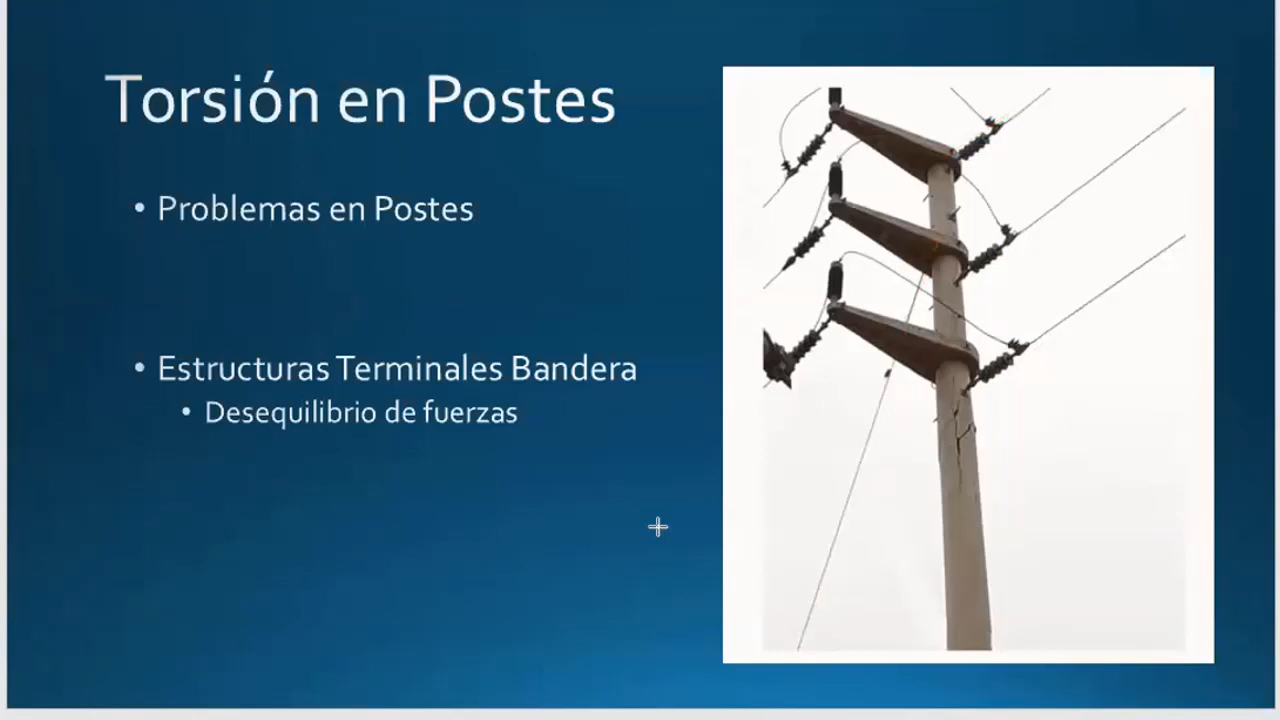 Torsión en Postes
• Problemas en Postes
• Estructuras Terminales Bandera
• Desequilibrio de fuerzas